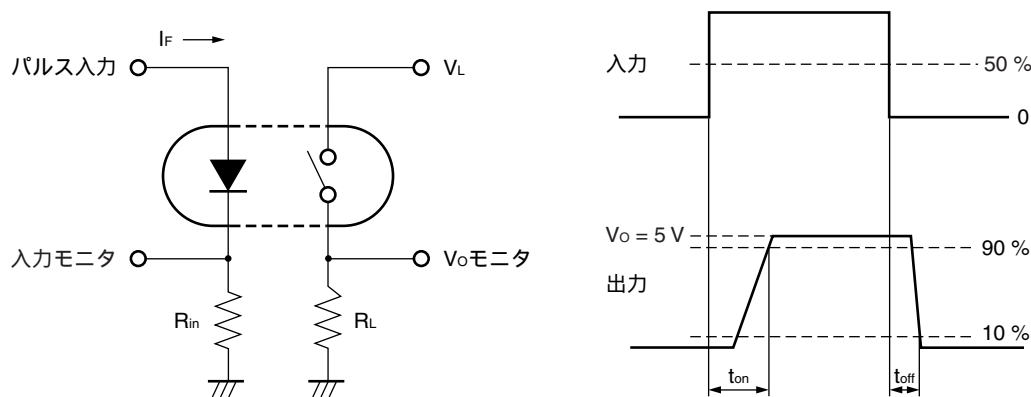 IF
パルス入力
VL
入力モニタ
VOモニタ
Rin
RL
入力
50 %
0
VO = 5 V
90 %
出力
10 %
ton
toff